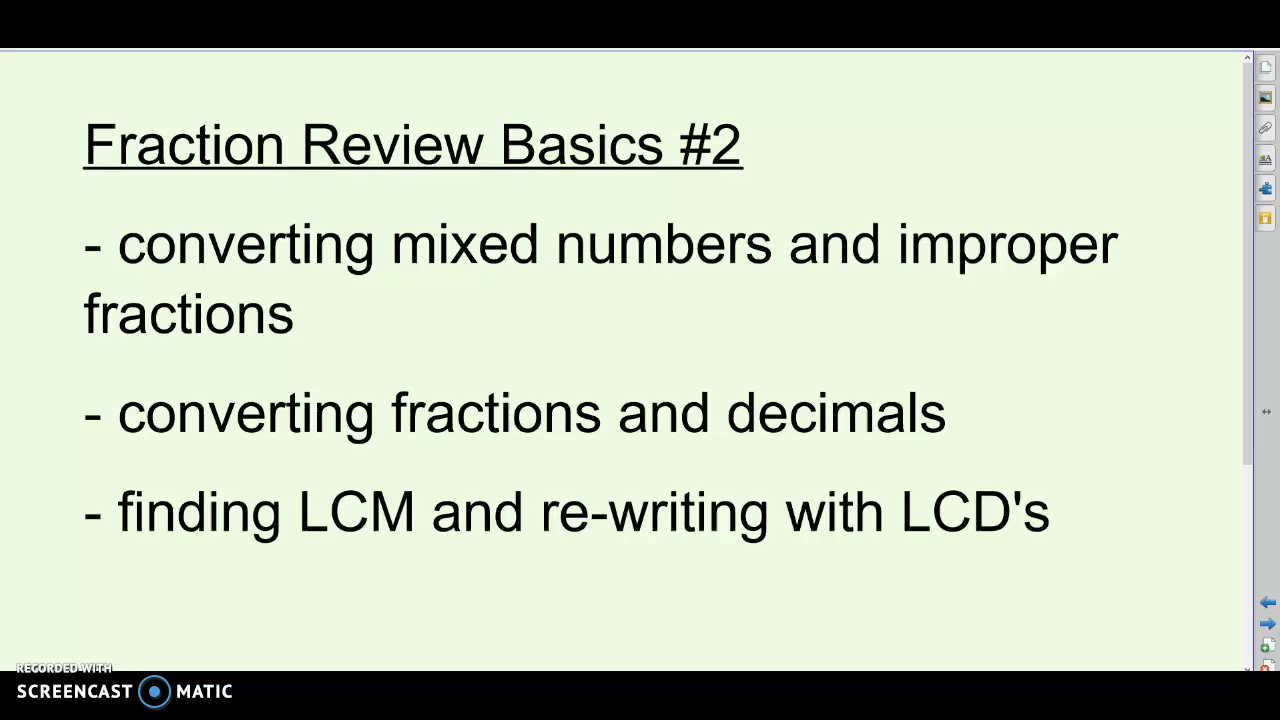 Fraction Review Basics #2
- converting mixed numbers and improper
fractions
- converting fractions and decimals
- finding LCM and re-writing with LCD's
RECORDED WITH
SCREENCAST MATIC